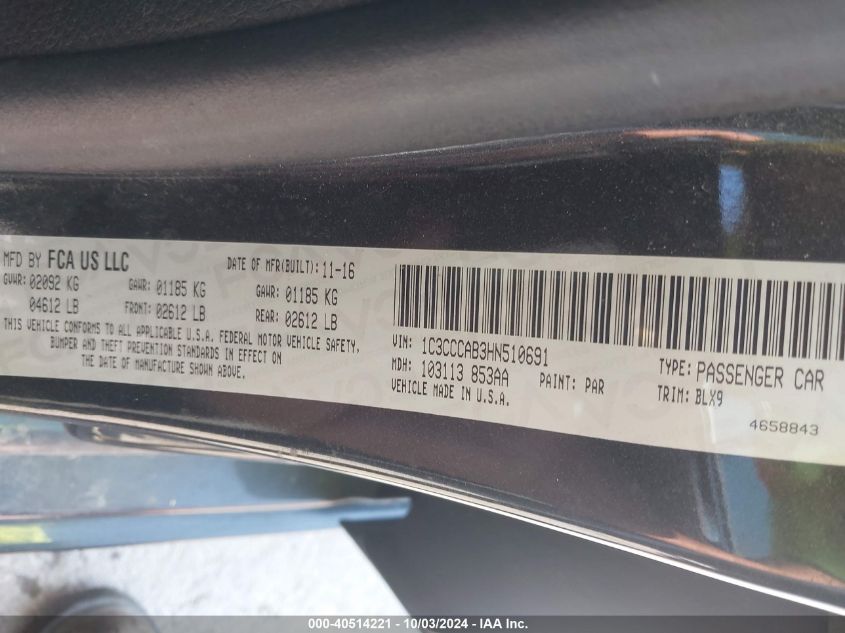 MFD BY FCA US LLC
DATE OF MFR(BUILT): 11-16
GVWR: 02092 KG
GAWR: 01185 KG
GAWR: 01185 KG
04612 LB
FRONT: 02612 LB
REAR: 02612 LB
THIS VEHICLE CONFORMS TO ALL APPLICABLE U.S.A. FEDERAL MOTOR VEHICLE SAFETY,
BUMPER AND THEFT PREVENTION STANDARDS IN EFFECT ON
THE DATE OF MANUFACTURE SHOWN ABOVE.
VIN: 1C3CCCAB3HN510691
MDH: 103113 853AA
PAINT: PAR
VEHICLE MADE IN U.S.A.
TYPE: PASSENGER CAR
TRIM: BLX9
4658843
000-40514221 - 10/03/2024 - IAA Inc.